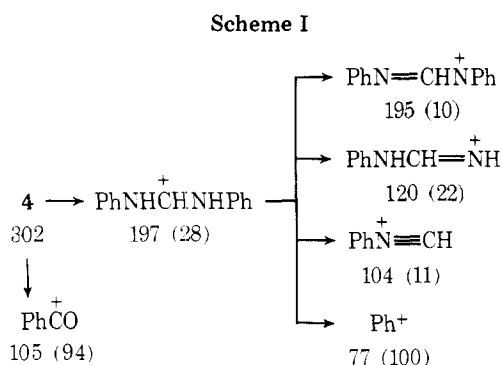 Scheme I
PhN=CHN⁺Ph
195 (10)
PhNHCH=N⁺H
120 (22)
4 → PhNHC⁺HNHPh
302 197 (28)
PhN⁺≡CH
104 (11)
PhC⁺O
105 (94)
Ph⁺
77 (100)